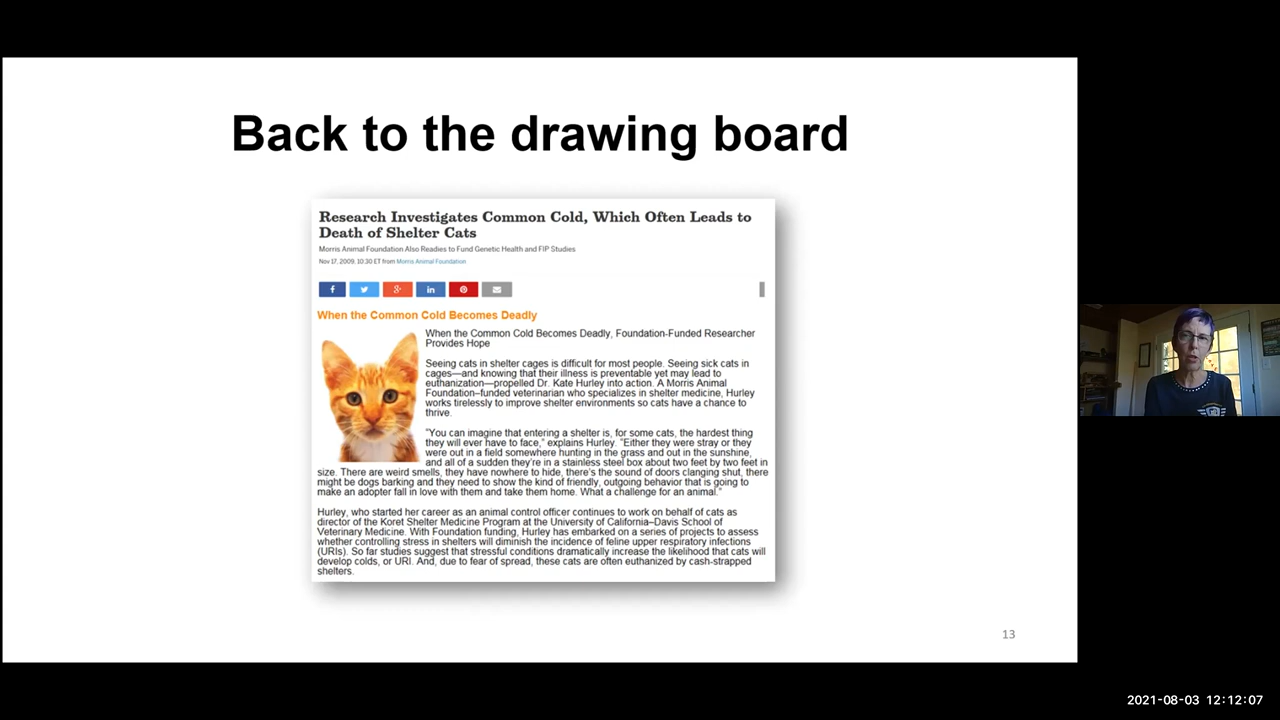 Back to the drawing board
Research Investigates Common Cold, Which Often Leads to
Death of Shelter Cats
Morris Animal Foundation Also Readies to Fund Genetic Health and FIP Studies
Nov 17, 2009, 10:30 ET from Morris Animal Foundation
When the Common Cold Becomes Deadly
When the Common Cold Becomes Deadly, Foundation-Funded Researcher
Provides Hope
Seeing cats in shelter cages is difficult for most people. Seeing sick cats in
cages—and knowing that their illness is preventable yet may lead to
euthanization—propelled Dr. Kate Hurley into action. A Morris Animal
Foundation–funded veterinarian who specializes in shelter medicine, Hurley
works tirelessly to improve shelter environments so cats have a chance to
thrive.
"You can imagine that entering a shelter is, for some cats, the hardest thing
they will ever have to face," explains Hurley. "Either they were stray or they
were out in a field somewhere hunting in the grass and out in the sunshine,
and all of a sudden they're in a stainless steel box about two feet by two feet in
size. There are weird smells, they have nowhere to hide, there's the sound of doors clanging shut, there
might be dogs barking and they need to show the kind of friendly, outgoing behavior that is going to
make an adopter fall in love with them and take them home. What a challenge for an animal."
Hurley, who started her career as an animal control officer continues to work on behalf of cats as
director of the Koret Shelter Medicine Program at the University of California–Davis School of
Veterinary Medicine. With Foundation funding, Hurley has embarked on a series of projects to assess
whether controlling stress in shelters will diminish the incidence of feline upper respiratory infections
(URIs). So far studies suggest that stressful conditions dramatically increase the likelihood that cats will
develop colds, or URI. And, due to fear of spread, these cats are often euthanized by cash-strapped
shelters.
13
2021-08-03 12:12:07